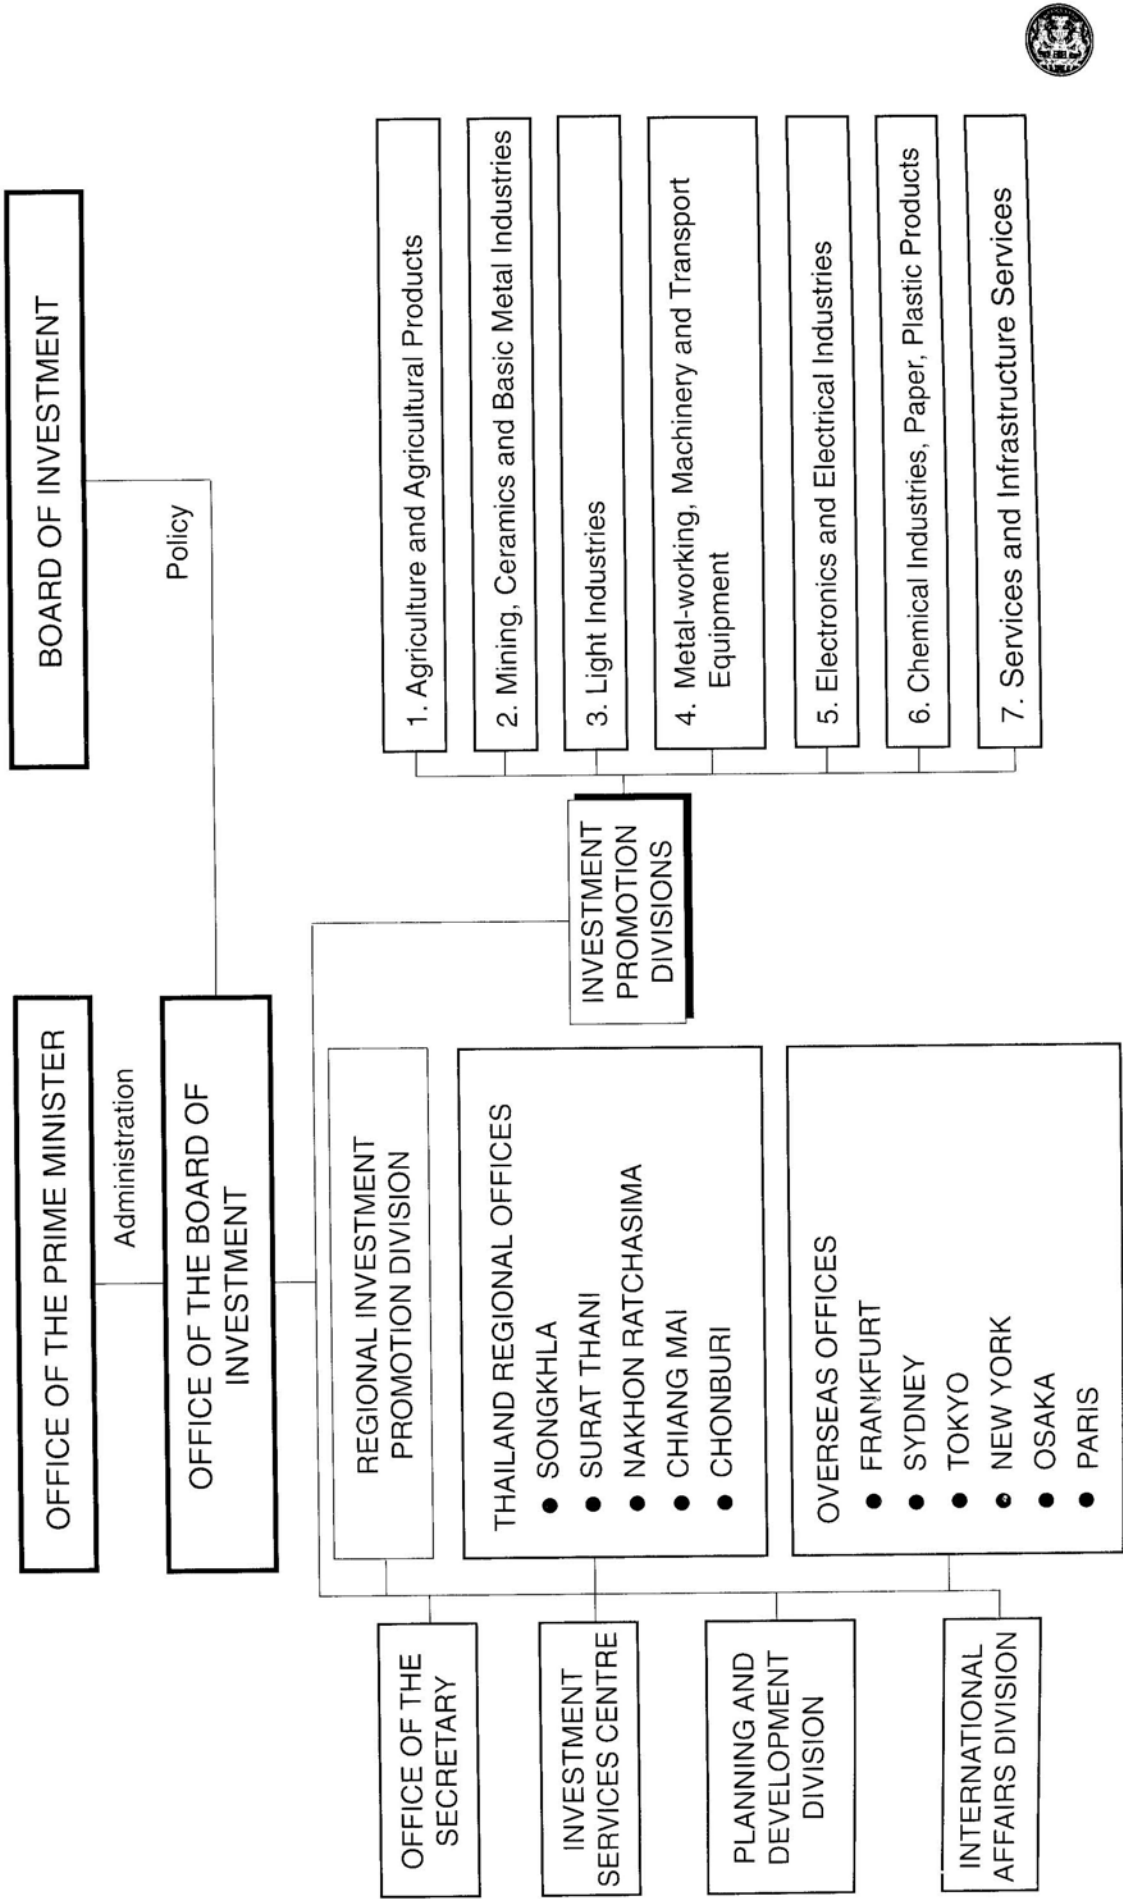 OFFICE OF THE PRIME MINISTER
BOARD OF INVESTMENT
Administration
Policy
OFFICE OF THE BOARD OF
INVESTMENT
OFFICE OF THE
SECRETARY
INVESTMENT
SERVICES CENTRE
PLANNING AND
DEVELOPMENT
DIVISION
INTERNATIONAL
AFFAIRS DIVISION
REGIONAL INVESTMENT
PROMOTION DIVISION
THAILAND REGIONAL OFFICES
● SONGKHLA
● SURAT THANI
● NAKHON RATCHASIMA
● CHIANG MAI
● CHONBURI
OVERSEAS OFFICES
● FRANKFURT
● SYDNEY
● TOKYO
● NEW YORK
● OSAKA
● PARIS
INVESTMENT
PROMOTION
DIVISIONS
1. Agriculture and Agricultural Products
2. Mining, Ceramics and Basic Metal Industries
3. Light Industries
4. Metal-working, Machinery and Transport
Equipment
5. Electronics and Electrical Industries
6. Chemical Industries, Paper, Plastic Products
7. Services and Infrastructure Services